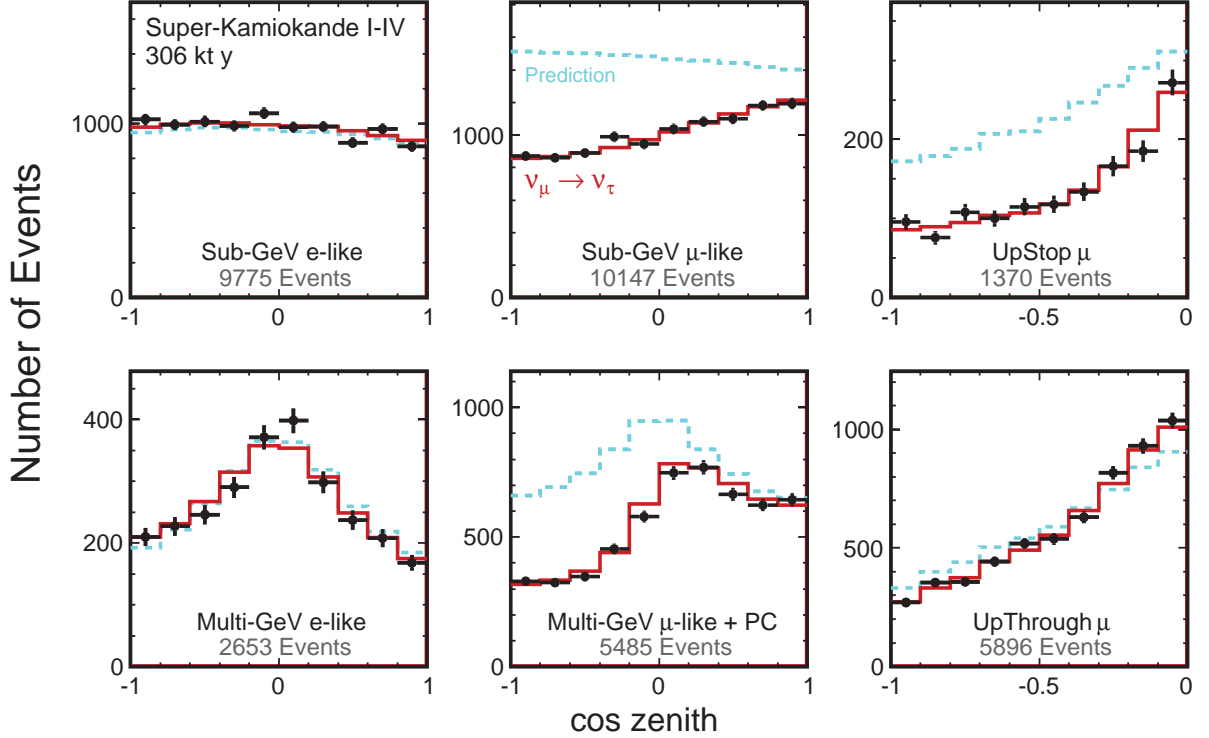 Number of Events
Super-Kamiokande I-IV
306 kt y
1000
0
-1 0 1
Sub-GeV e-like
9775 Events
Prediction
1000
0
-1 0 1
νμ → ντ
Sub-GeV μ-like
10147 Events
200
0
-1 -0.5 0
UpStop μ
1370 Events
400
200
0
-1 0 1
Multi-GeV e-like
2653 Events
1000
500
0
-1 0 1
Multi-GeV μ-like + PC
5485 Events
1000
500
0
-1 -0.5 0
UpThrough μ
5896 Events
cos zenith